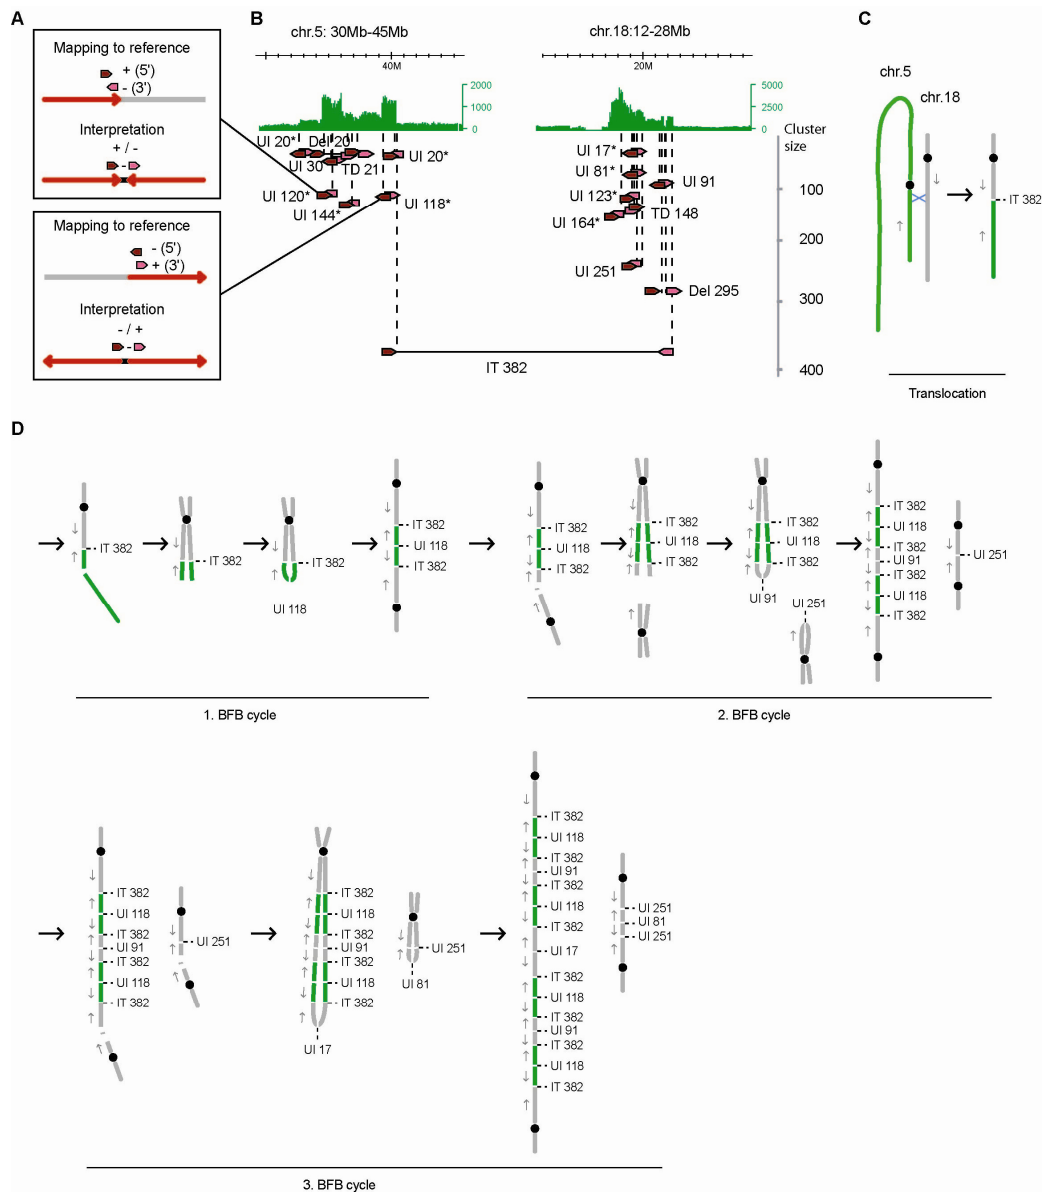 A
Mapping to reference
+ (5')
- (3')
Interpretation
+ / -
-
Mapping to reference
- (5')
+ (3')
Interpretation
- / +
-
B
chr.5: 30Mb-45Mb
chr.18:12-28Mb
40M
20M
2000
1000
0
5000
2500
0
Cluster
size
100
200
300
400
UI 20*
Del 20
UI 30
TD 21
UI 20*
UI 120*
UI 144*
UI 118*
UI 17*
UI 81*
UI 91
UI 123*
TD 148
UI 164*
UI 251
Del 295
IT 382
C
chr.5
chr.18
IT 382
Translocation
D
IT 382
IT 382
IT 382
UI 118
IT 382
UI 118
IT 382
1. BFB cycle
IT 382
UI 118
IT 382
IT 382
UI 118
IT 382
IT 382
UI 118
IT 382
UI 91
UI 251
IT 382
UI 118
IT 382
UI 91
IT 382
UI 118
IT 382
UI 251
2. BFB cycle
IT 382
UI 118
IT 382
UI 91
IT 382
UI 118
IT 382
UI 251
IT 382
UI 118
IT 382
UI 91
IT 382
UI 118
IT 382
UI 17
UI 251
UI 81
IT 382
UI 118
IT 382
UI 91
IT 382
UI 118
IT 382
UI 17
IT 382
UI 118
IT 382
UI 91
IT 382
UI 118
IT 382
UI 251
UI 81
UI 251
3. BFB cycle